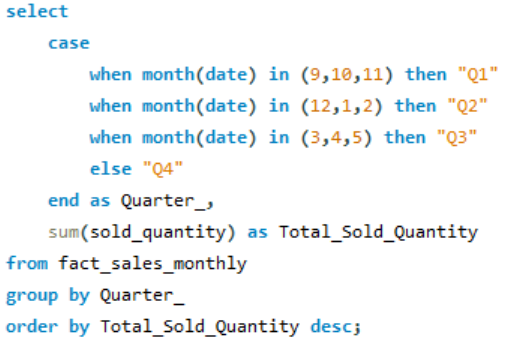 select
case
when month(date) in (9,10,11) then "Q1"
when month(date) in (12,1,2) then "Q2"
when month(date) in (3,4,5) then "Q3"
else "Q4"
end as Quarter_,
sum(sold_quantity) as Total_Sold_Quantity
from fact_sales_monthly
group by Quarter_
order by Total_Sold_Quantity desc;